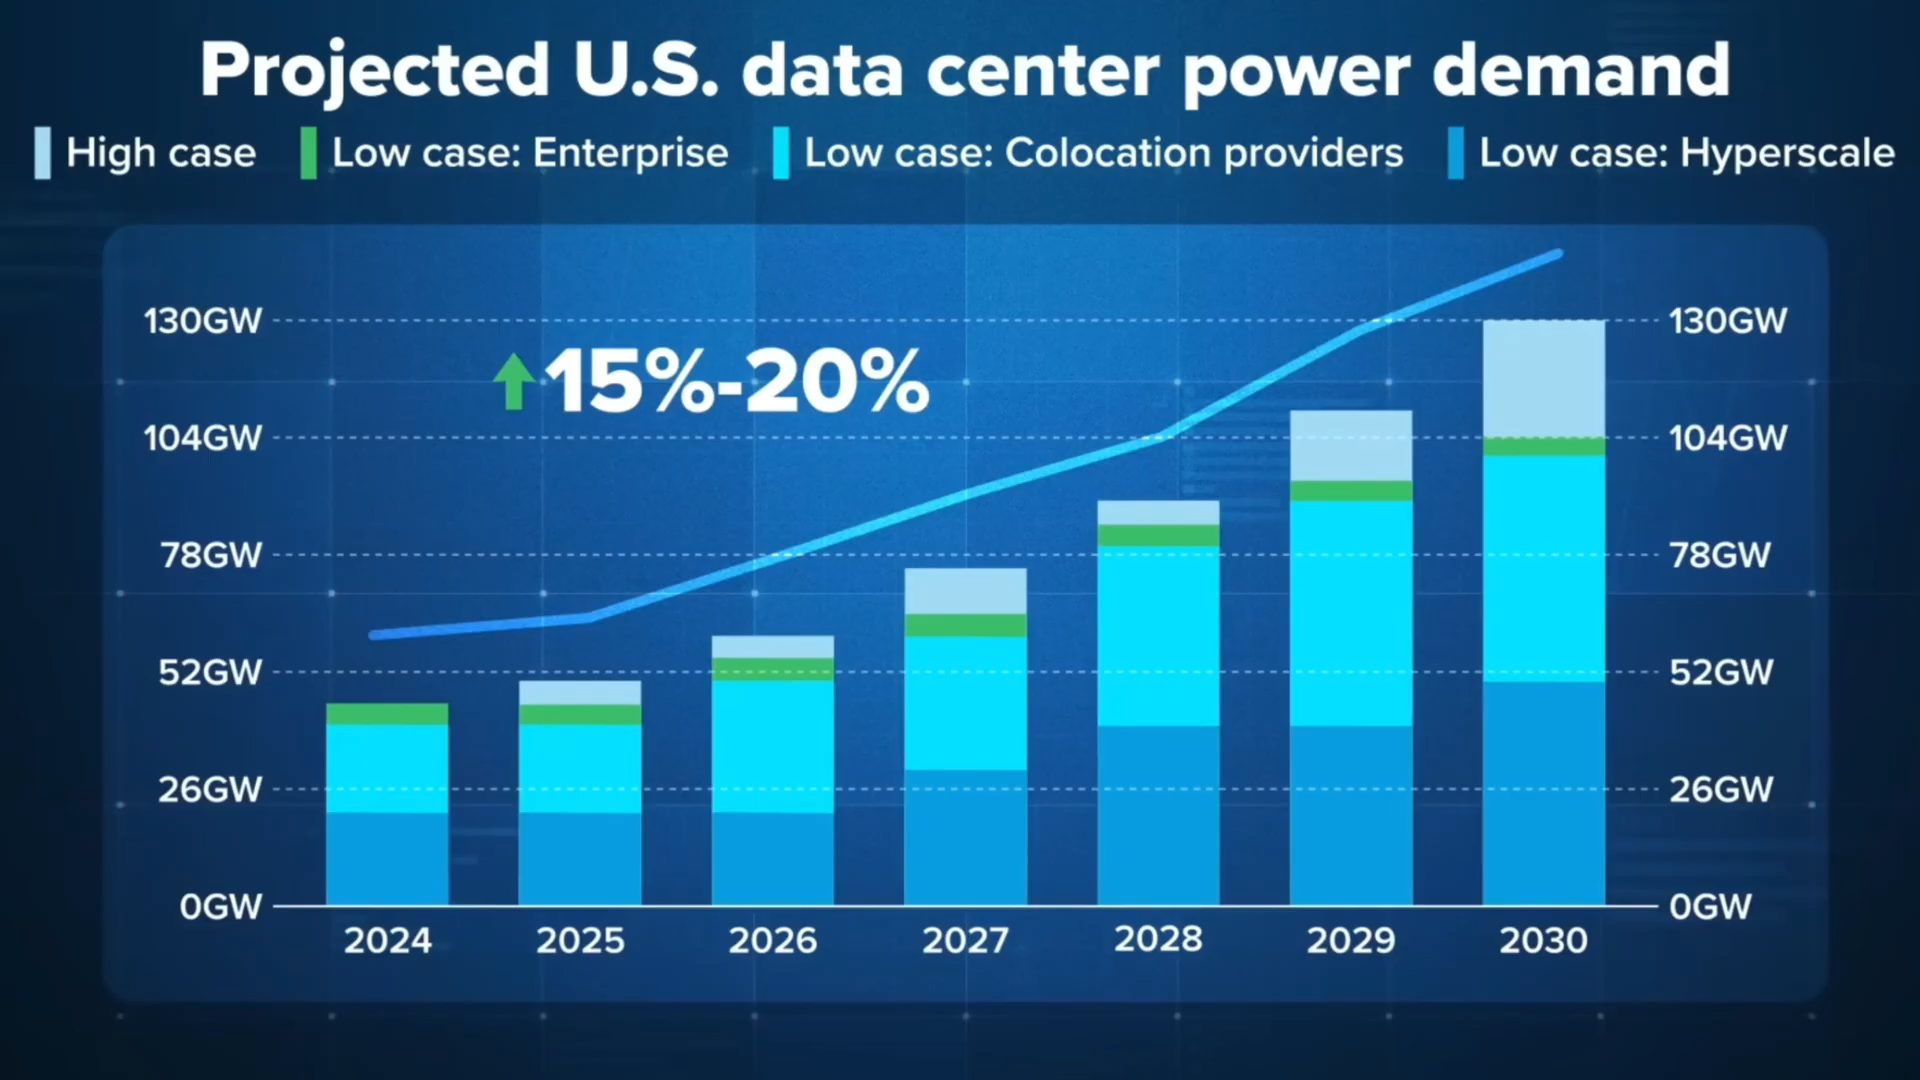 Projected U.S. data center power demand
High case Low case: Enterprise Low case: Colocation providers Low case: Hyperscale
130GW 130GW
15%-20%
104GW 104GW
78GW 78GW
52GW 52GW
26GW 26GW
0GW 0GW
2024 2025 2026 2027 2028 2029 2030